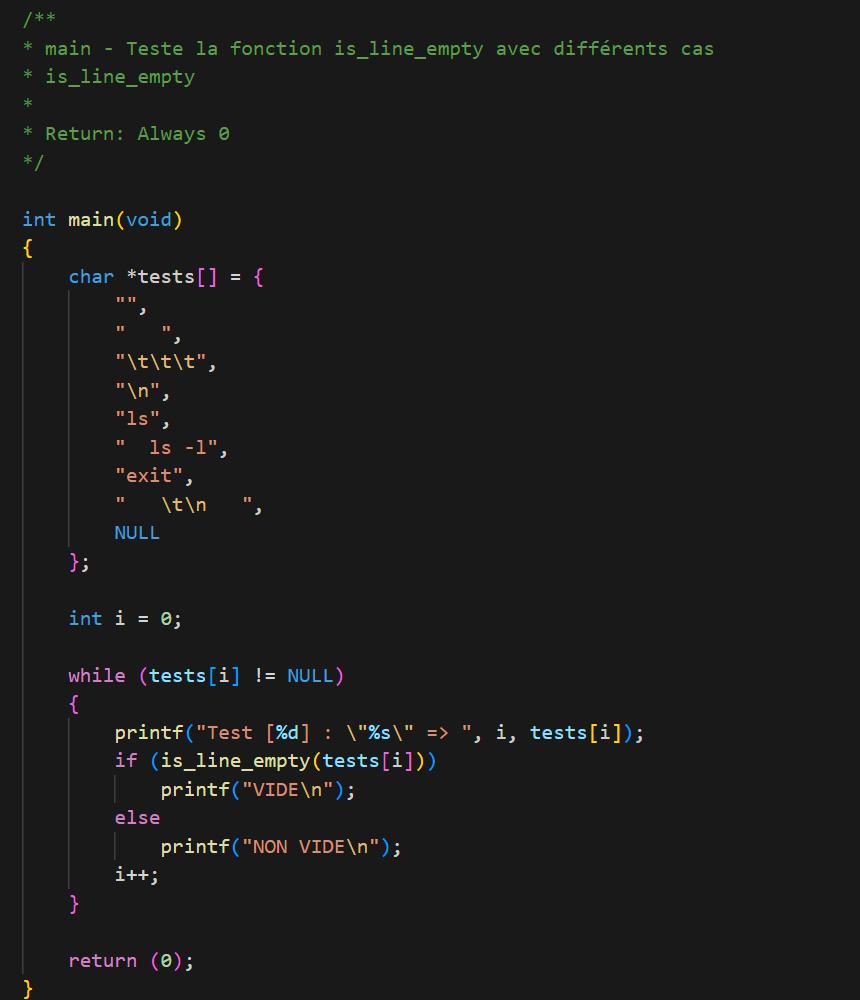 /**
* main - Teste la fonction is_line_empty avec différents cas
* is_line_empty
*
* Return: Always 0
*/

int main(void)
{
    char *tests[] = {
        "",
        "   ",
        "\t\t\t",
        "\n",
        "ls",
        "  ls -l",
        "exit",
        "   \t\n   ",
        NULL
    };

    int i = 0;

    while (tests[i] != NULL)
    {
        printf("Test [%d] : \"%s\" => ", i, tests[i]);
        if (is_line_empty(tests[i]))
            printf("VIDE\n");
        else
            printf("NON VIDE\n");
        i++;
    }

    return (0);
}